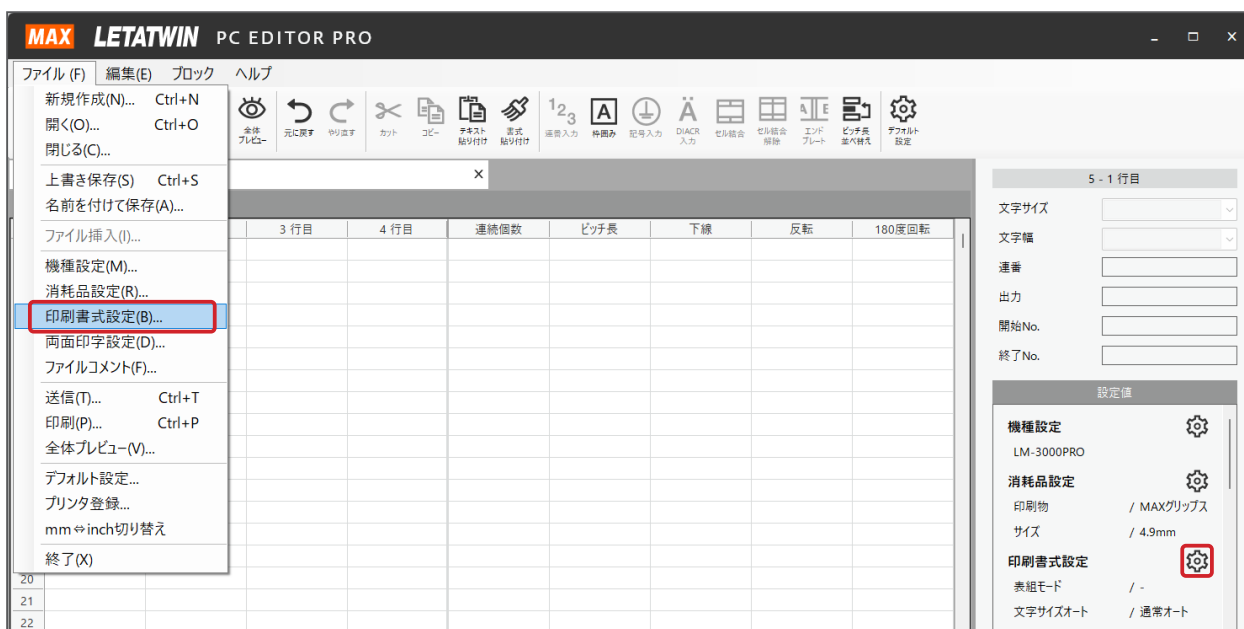 MAX LETATWIN PC EDITOR PRO
ファイル (F) 編集(E) ブロック ヘルプ
新規作成(N)... Ctrl+N
開く(O)... Ctrl+O
閉じる(C)...
上書き保存(S) Ctrl+S
名前を付けて保存(A)...
ファイル挿入(I)...
機種設定(M)...
消耗品設定(R)...
印刷書式設定(B)...
両面印字設定(D)...
ファイルコメント(F)...
送信(T)... Ctrl+T
印刷(P)... Ctrl+P
全体プレビュー(V)...
デフォルト設定...
プリンタ登録...
mm⇔inch切り替え
終了(X)
全体プレビュー 元に戻す やり直す カット コピー テキスト貼り付け 書式貼り付け 連番入力 枠囲み 記号入力 DIACR入力 セル結合 セル結合解除 エンドプレート ピッチ長並べ替え デフォルト設定
3 行目 4 行目 連続個数 ピッチ長 下線 反転 180度回転
20
21
22
5 - 1 行目
文字サイズ
文字幅
連番
出力
開始No.
終了No.
設定値
機種設定
LM-3000PRO
消耗品設定
印刷物 / MAXグリップス
サイズ / 4.9mm
印刷書式設定
表組モード / -
文字サイズオート / 通常オート